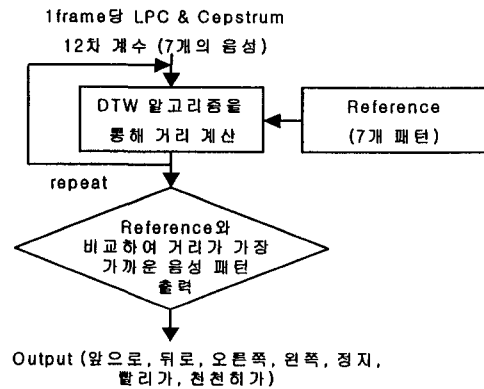 1frame당 LPC & Cepstrum
12차 계수 (7개의 음성)
DTW 알고리즘을
통해 거리 계산
Reference
(7개 패턴)
repeat
Reference와
비교하여 거리가 가장
가까운 음성 패턴
출력
Output (앞으로, 뒤로, 오른쪽, 왼쪽, 정지,
빨리가, 천천히가)